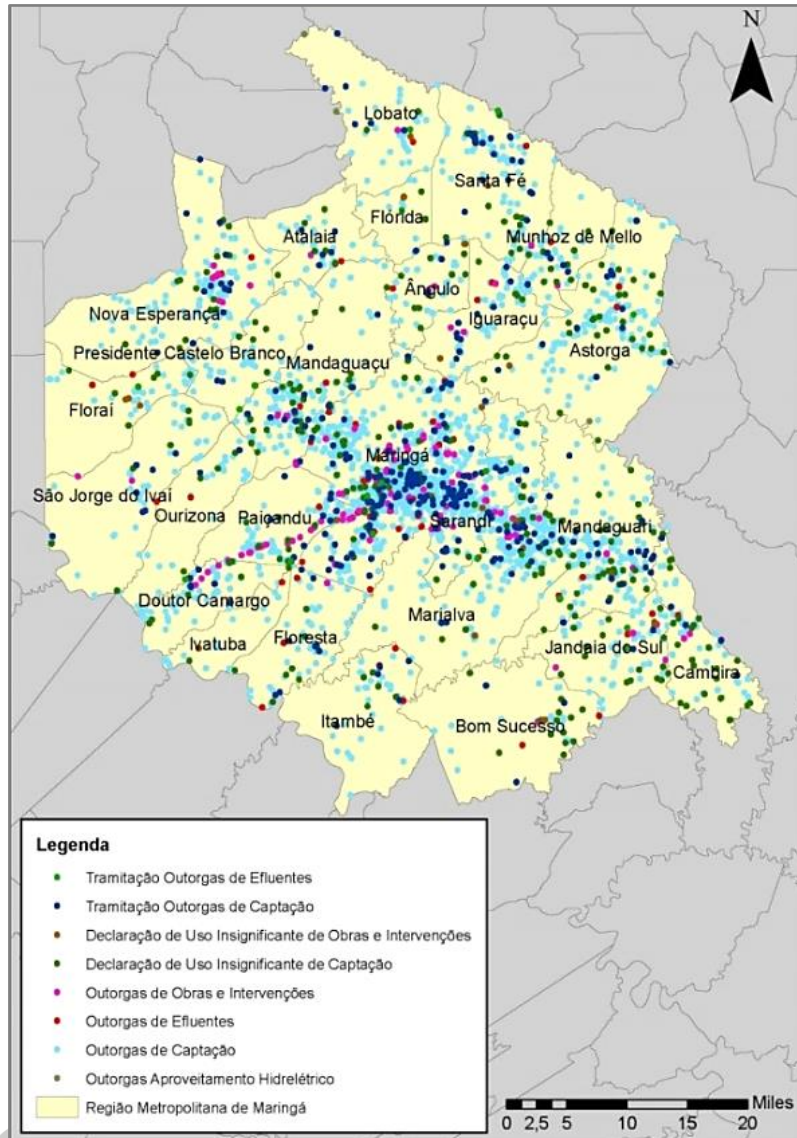 N
Lobato
Santa Fé
Flórida
Atalaia
Munhoz de Mello
Ângulo
Nova Esperança
Iguaraçu
Presidente Castelo Branco
Mandaguaçu
Astorga
Floraí
Maringá
São Jorge do Ivaí
Ourizona
Paiçandu
Sarandi
Mandaguari
Doutor Camargo
Marialva
Ivatuba
Floresta
Jandaia do Sul
Cambira
Itambé
Bom Sucesso
Legenda
Tramitação Outorgas de Efluentes
Tramitação Outorgas de Captação
Declaração de Uso Insignificante de Obras e Intervenções
Declaração de Uso Insignificante de Captação
Outorgas de Obras e Intervenções
Outorgas de Efluentes
Outorgas de Captação
Outorgas Aproveitamento Hidrelétrico
Região Metropolitana de Maringá
Miles
0 2,5 5 10 15 20